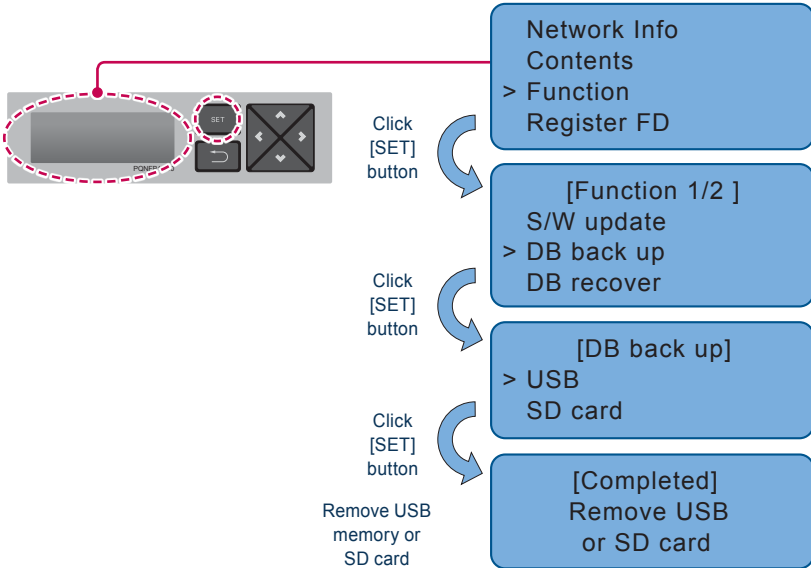 Network Info
Contents
> Function
Register FD
SET
Click
[SET]
button
[Function 1/2 ]
S/W update
> DB back up
DB recover
Click
[SET]
button
[DB back up]
> USB
SD card
Click
[SET]
button
[Completed]
Remove USB
or SD card
Remove USB
memory or
SD card